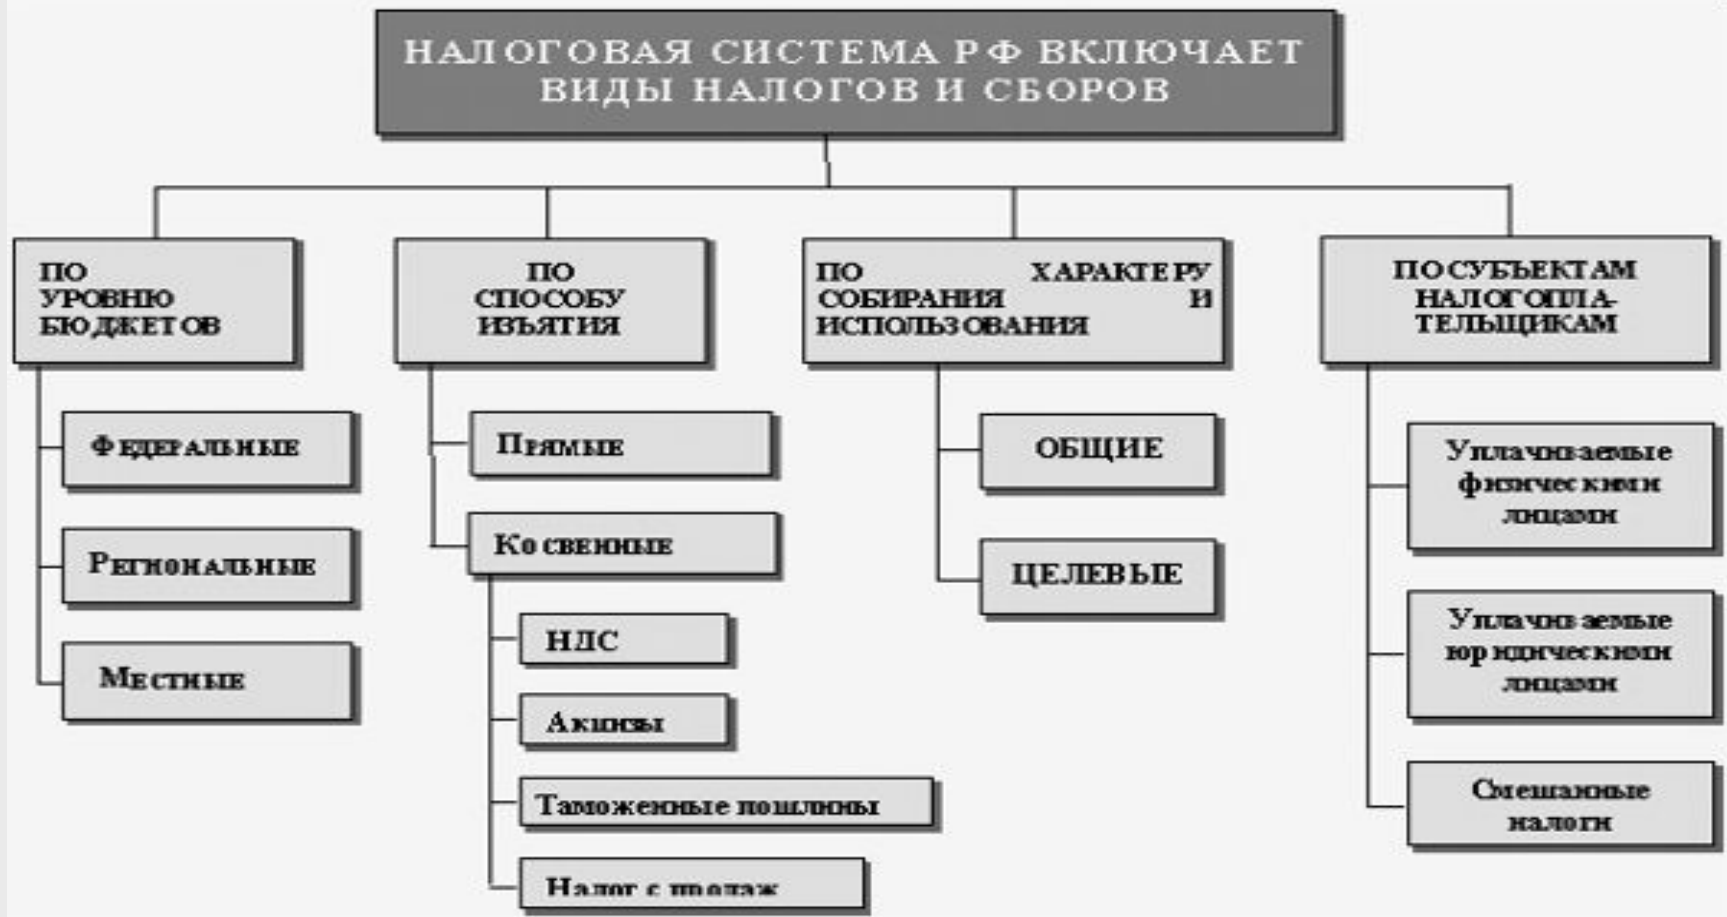 НАЛОГОВАЯ СИСТЕМА РФ ВКЛЮЧАЕТ
ВИДЫ НАЛОГОВ И СБОРОВ
ПО
УРОВНЮ
БЮДЖЕТОВ
ФЕДЕРАЛЬНЫЕ
РЕГИОНАЛЬНЫЕ
МЕСТНЫЕ
ПО
СПОСОБУ
ИЗЪЯТИЯ
ПРЯМЫЕ
КОСВЕННЫЕ
НДС
Акцизы
Таможенные пошлины
Налог с продаж
ПО ХАРАКТЕРУ
СОБИРАНИЯ И
ИСПОЛЬЗОВАНИЯ
ОБЩИЕ
ЦЕЛЕВЫЕ
ПО СУБЪЕКТАМ
НАЛОГОПЛА-
ТЕЛЬЩИКАМ
Уплачиваемые
физическими
лицами
Уплачиваемые
юридическими
лицами
Смешанные
налоги